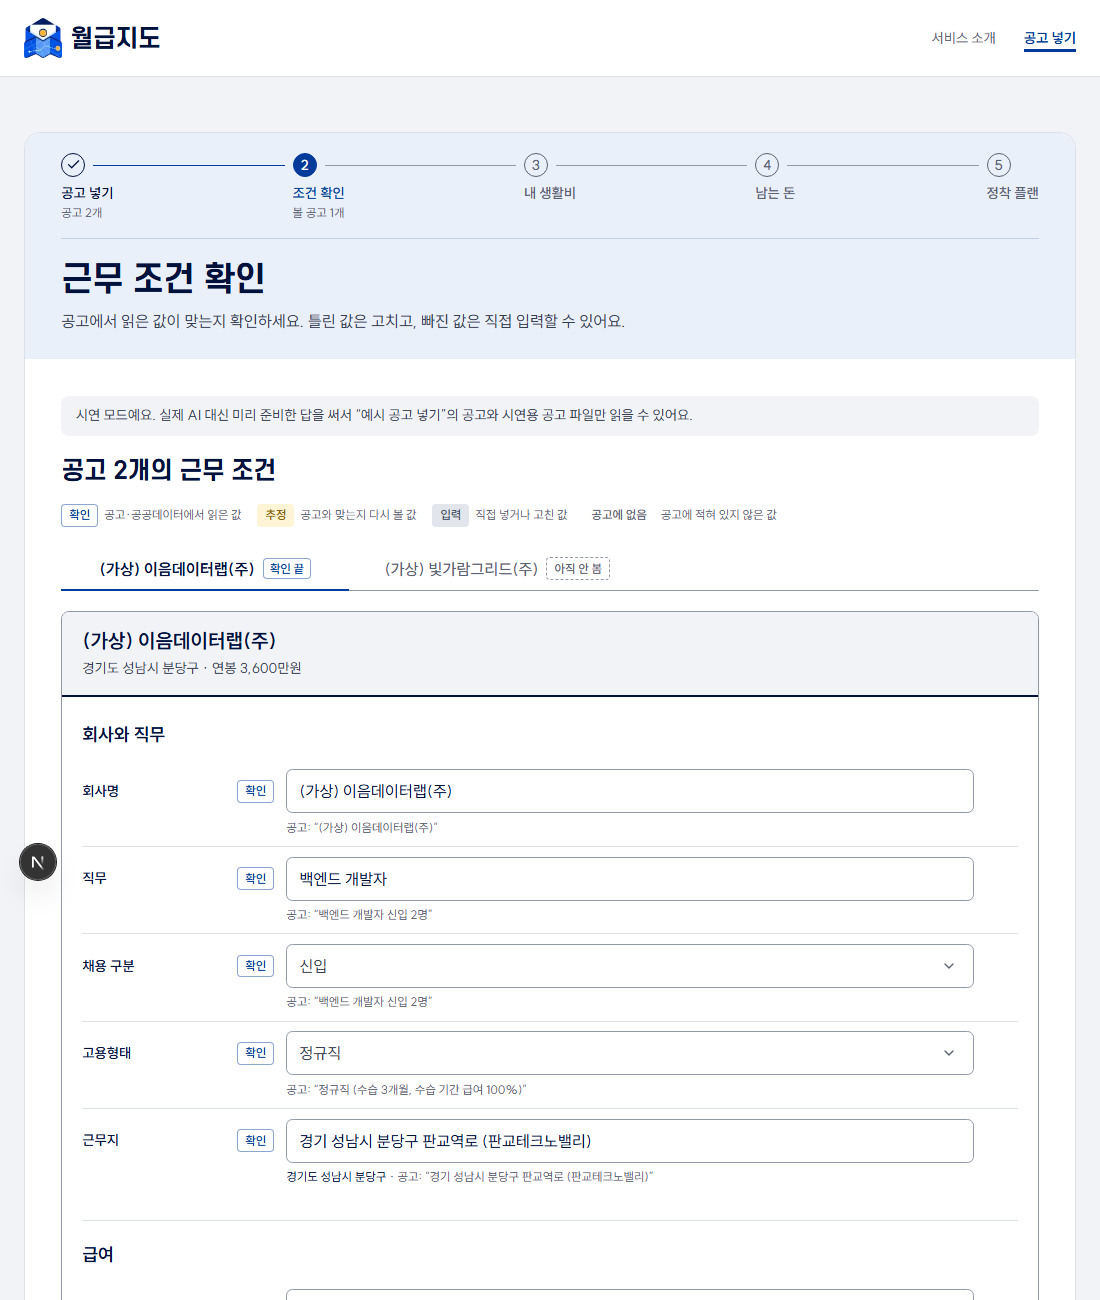 월급지도
서비스 소개
공고 넣기
2
3
4
5
공고 넣기
조건 확인
내 생활비
남는 돈
정착 플랜
공고 2개
볼 공고 1개
근무 조건 확인
공고에서 읽은 값이 맞는지 확인하세요. 틀린 값은 고치고, 빠진 값은 직접 입력할 수 있어요.
시연 모드예요. 실제 AI 대신 미리 준비한 답을 써서 “예시 공고 넣기”의 공고와 시연용 공고 파일만 읽을 수 있어요.
공고 2개의 근무 조건
확인 공고·공공데이터에서 읽은 값 추정 공고와 맞는지 다시 볼 값 입력 직접 넣거나 고친 값 공고에 없음 공고에 적혀 있지 않은 값
(가상) 이음데이터랩(주) 확인 끝
(가상) 빛가람그리드(주) 아직 안 봄
(가상) 이음데이터랩(주)
경기도 성남시 분당구 · 연봉 3,600만원
회사와 직무
회사명 확인 (가상) 이음데이터랩(주)
공고: “(가상) 이음데이터랩(주)”
직무 확인 백엔드 개발자
공고: “백엔드 개발자 신입 2명”
채용 구분 확인 신입
공고: “백엔드 개발자 신입 2명”
고용형태 확인 정규직
공고: “정규직 (수습 3개월, 수습 기간 급여 100%)”
근무지 확인 경기 성남시 분당구 판교역로 (판교테크노밸리)
경기도 성남시 분당구 · 공고: “경기 성남시 분당구 판교역로 (판교테크노밸리)”
급여
N